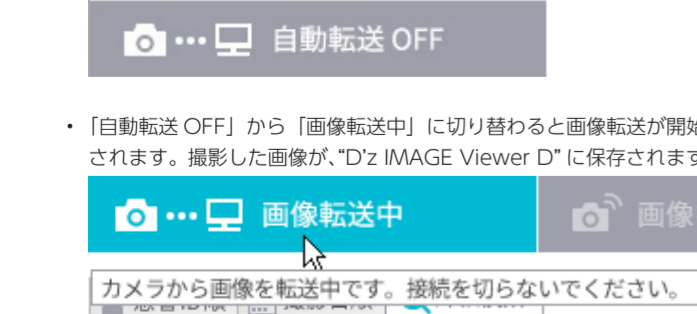 自動転送 OFF
・「自動転送 OFF」から「画像転送中」に切り替わると画像転送が開始
されます。撮影した画像が、“D’z IMAGE Viewer D” に保存されます
画像転送中
画像
カメラから画像を転送中です。接続を切らないでください。